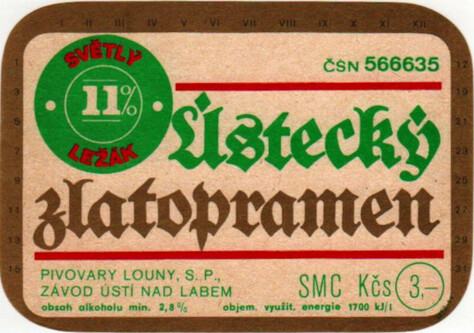 SVĚTLÝ
11%
LEŽÁK
ČSN 566635
Ústecký
zlatopramen
PIVOVARY LOUNY, S. P.,
ZÁVOD ÚSTÍ NAD LABEM
SMC Kčs 3,–
obsah alkoholu min. 2,8% objem. využit. energie 1700 kJ/l